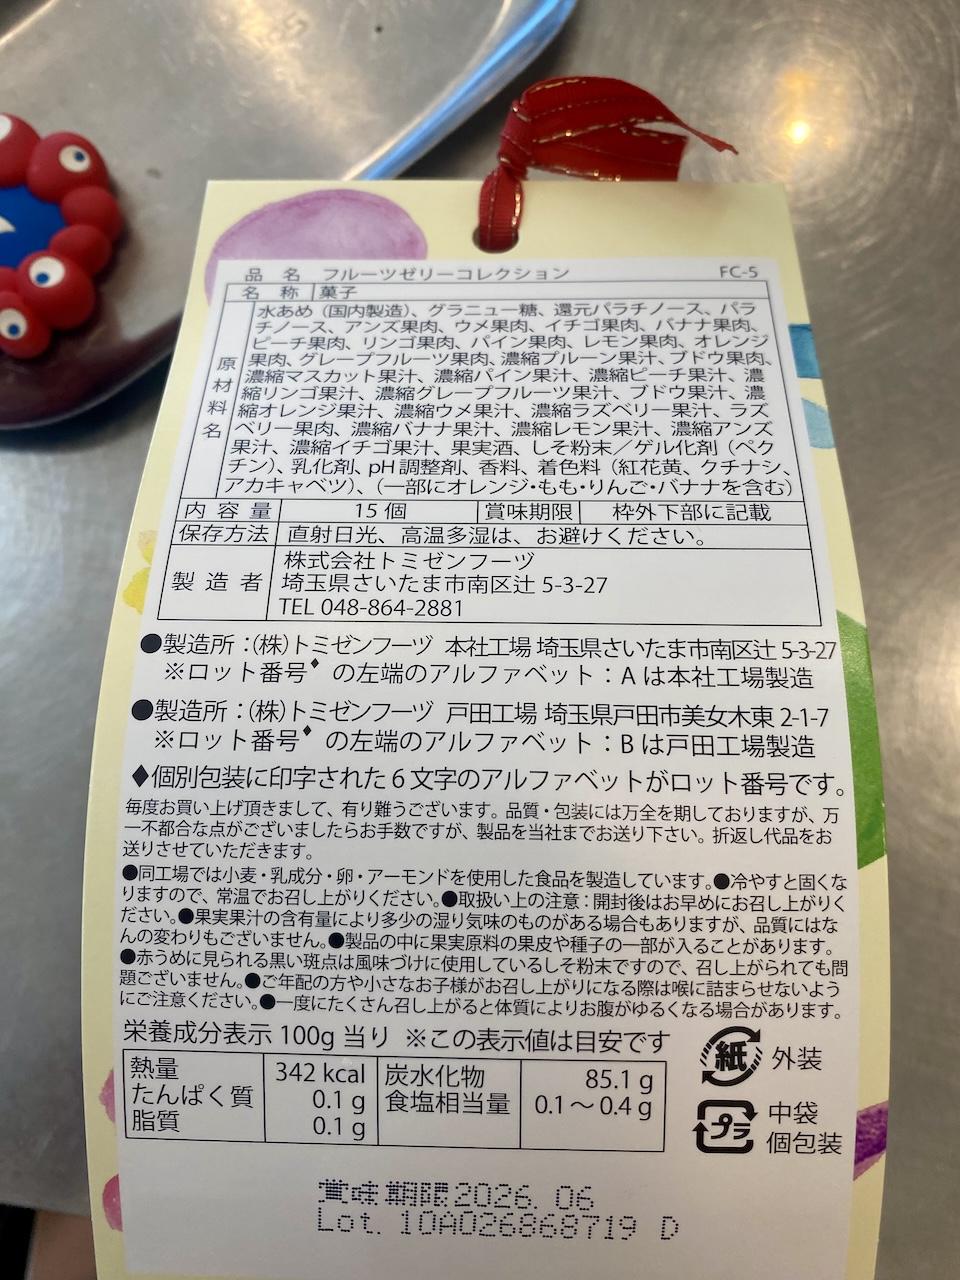 品 名 フルーツゼリーコレクション FC-5
名 称 菓子
原材料名
水あめ（国内製造）、グラニュー糖、還元パラチノース、パラ
チノース、アンズ果肉、ウメ果肉、イチゴ果肉、バナナ果肉、
ピーチ果肉、リンゴ果肉、パイン果肉、レモン果肉、オレンジ
果肉、グレープフルーツ果肉、濃縮プルーン果汁、ブドウ果肉、
濃縮マスカット果汁、濃縮パイン果汁、濃縮ピーチ果汁、濃
縮リンゴ果汁、濃縮グレープフルーツ果汁、ブドウ果汁、濃
縮オレンジ果汁、濃縮ウメ果汁、濃縮ラズベリー果汁、ラズ
ベリー果肉、濃縮バナナ果汁、濃縮レモン果汁、濃縮アンズ
果汁、濃縮イチゴ果汁、果実酒、しそ粉末／ゲル化剤（ペク
チン）、乳化剤、pH調整剤、香料、着色料（紅花黄、クチナシ、
アカキャベツ）、（一部にオレンジ・もも・りんご・バナナを含む）
内 容 量 15 個 賞味期限 枠外下部に記載
保存方法 直射日光、高温多湿は、お避けください。
製 造 者 株式会社トミゼンフーヅ
埼玉県さいたま市南区辻 5-3-27
TEL 048-864-2881
●製造所：（株）トミゼンフーヅ 本社工場 埼玉県さいたま市南区辻 5-3-27
※ロット番号♦ の左端のアルファベット：A は本社工場製造
●製造所：（株）トミゼンフーヅ 戸田工場 埼玉県戸田市美女木東 2-1-7
※ロット番号♦ の左端のアルファベット：B は戸田工場製造
♦個別包装に印字された6文字のアルファベットがロット番号です。
毎度お買い上げ頂きまして、有り難うございます。品質・包装には万全を期しておりますが、万
一不都合な点がございましたらお手数ですが、製品を当社までお送り下さい。折返し代品をお
送りさせていただきます。
●同工場では小麦・乳成分・卵・アーモンドを使用した食品を製造しています。●冷やすと固くな
りますので、常温でお召し上がりください。●取扱い上の注意：開封後はお早めにお召し上がりく
ださい。●果実果汁の含有量により多少の湿り気味のものがある場合もありますが、品質にはな
んの変わりもございません。●製品の中に果実原料の果皮や種子の一部が入ることがあります。
●赤うめに見られる黒い斑点は風味づけに使用しているしそ粉末ですので、召し上がられても問
題ございません。●ご年配の方や小さなお子様がお召し上がりになる際は喉に詰まらせないよう
にご注意ください。●一度にたくさん召し上がると体質によりお腹がゆるくなる場合があります。
栄養成分表示 100g 当り ※この表示値は目安です
熱量 342 kcal 炭水化物 85.1 g
たんぱく質 0.1 g 食塩相当量 0.1～0.4 g
脂質 0.1 g
紙 外装
プラ 中袋
個包装
賞味期限2026. 06
Lot. 10A026868719 D